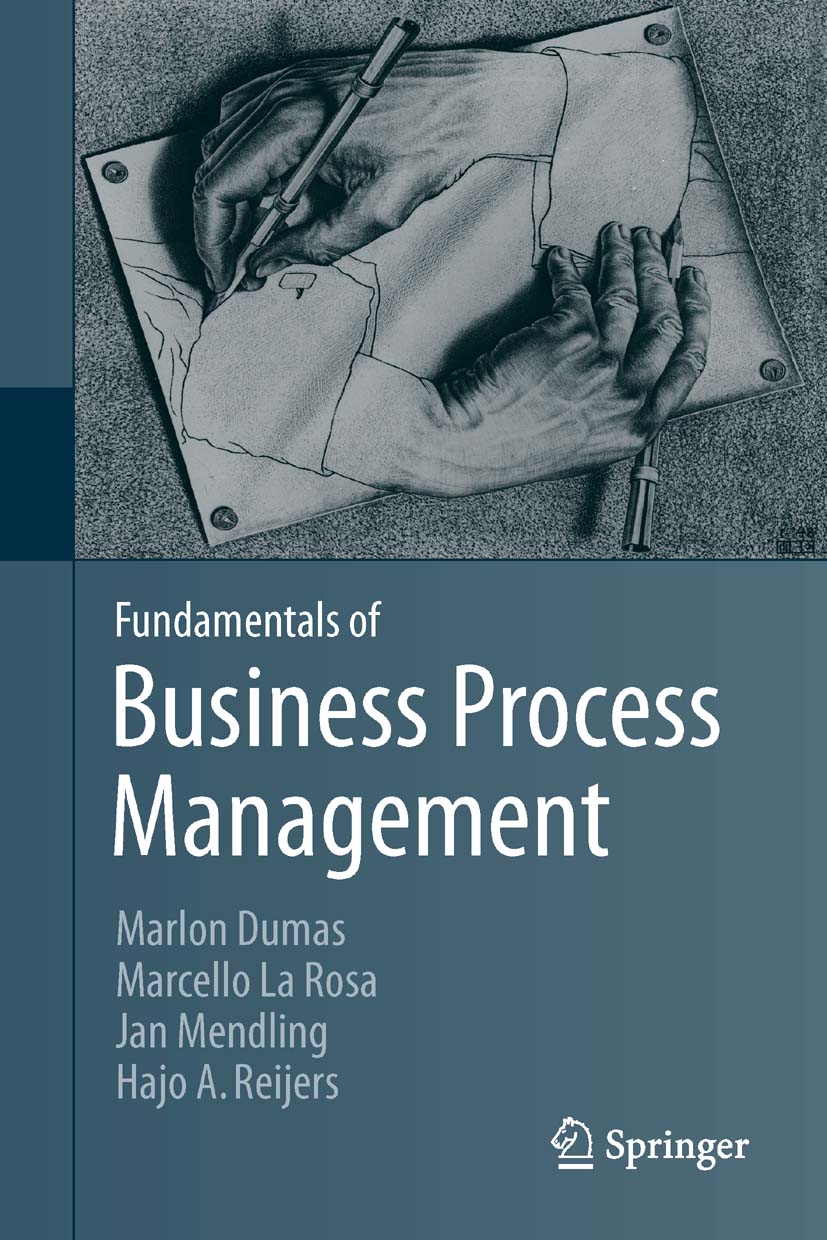 Fundamentals of
Business Process
Management
Marlon Dumas
Marcello La Rosa
Jan Mendling
Hajo A. Reijers
Springer